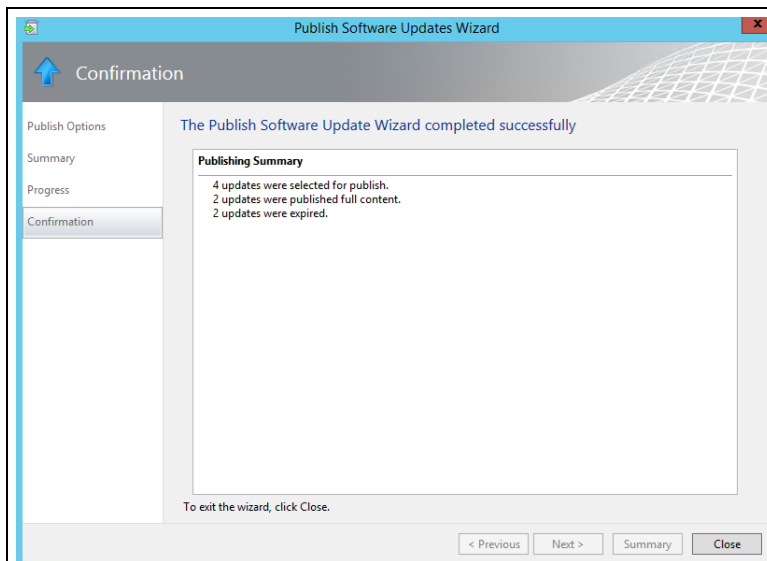 Publish Software Updates Wizard
x
Confirmation
Publish Options
Summary
Progress
Confirmation
The Publish Software Update Wizard completed successfully
Publishing Summary
4 updates were selected for publish.
2 updates were published full content.
2 updates were expired.
To exit the wizard, click Close.
< Previous
Next >
Summary
Close